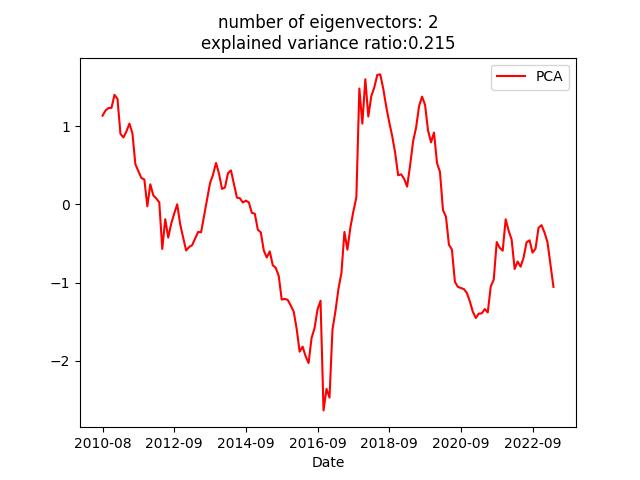 number of eigenvectors: 2
explained variance ratio:0.215
PCA
1
0
−1
−2
2010-08 2012-09 2014-09 2016-09 2018-09 2020-09 2022-09
Date